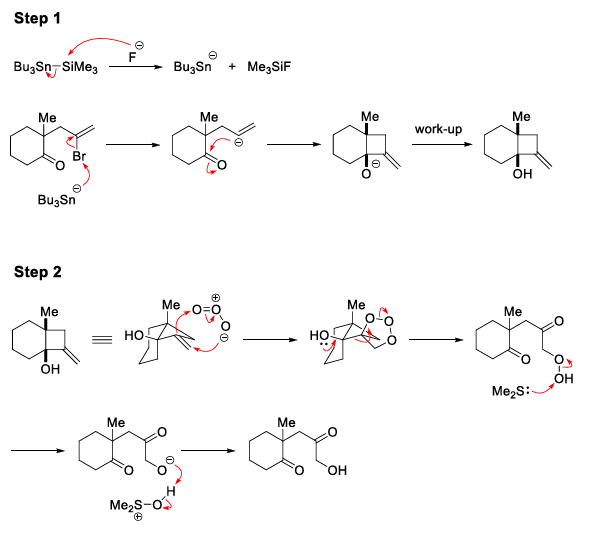 Step 1
F⊖
Bu3Sn–SiMe3 Bu3Sn⊖ + Me3SiF
Me Br O Me ⊖ O Me O⊖ work-up Me OH
Bu3Sn⊖
Step 2
Me OH Me HO O=O⊕ O⊖ Me HO: O O O Me O O O OH
Me2S:
Me O O O⊖ Me O O OH
H
Me2S–O
⊕